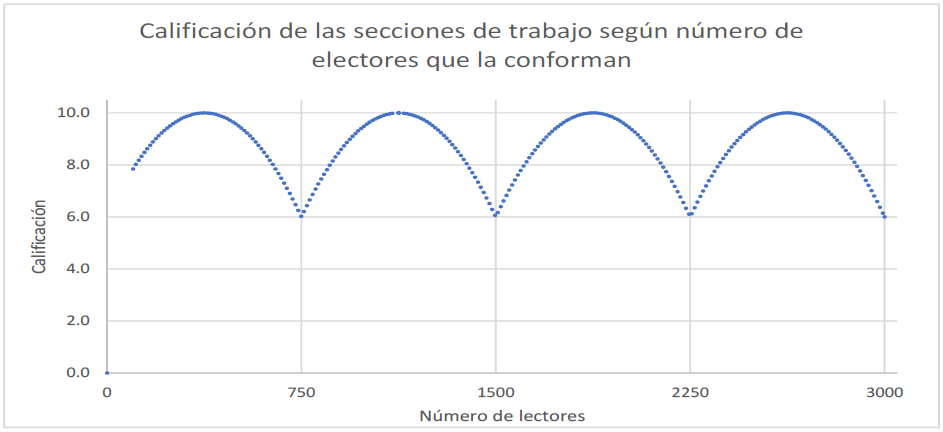 Calificación de las secciones de trabajo según número de
electores que la conforman
10.0
8.0
6.0
4.0
2.0
0.0
Calificación
0 750 1500 2250 3000
Número de lectores